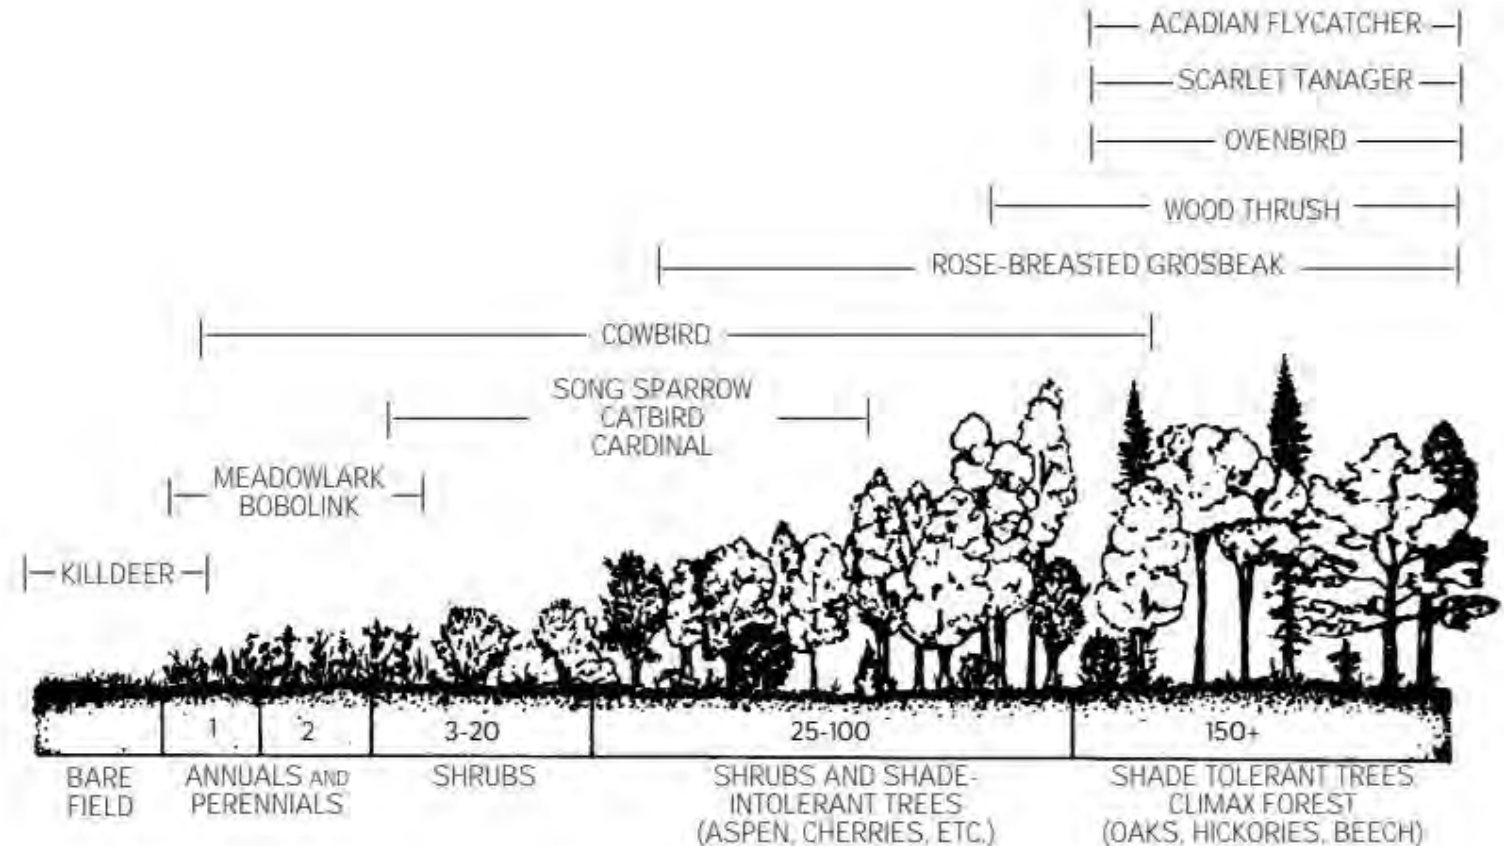 ACADIAN FLYCATCHER
SCARLET TANAGER
OVENBIRD
WOOD THRUSH
ROSE-BREASTED GROSBEAK
COWBIRD
SONG SPARROW
CATBIRD
CARDINAL
MEADOWLARK
BOBOLINK
KILLDEER
1 2 3-20 25-100 150+
BARE
FIELD
ANNUALS AND
PERENNIALS
SHRUBS
SHRUBS AND SHADE-
INTOLERANT TREES
(ASPEN, CHERRIES, ETC.)
SHADE TOLERANT TREES
CLIMAX FOREST
(OAKS, HICKORIES, BEECH)